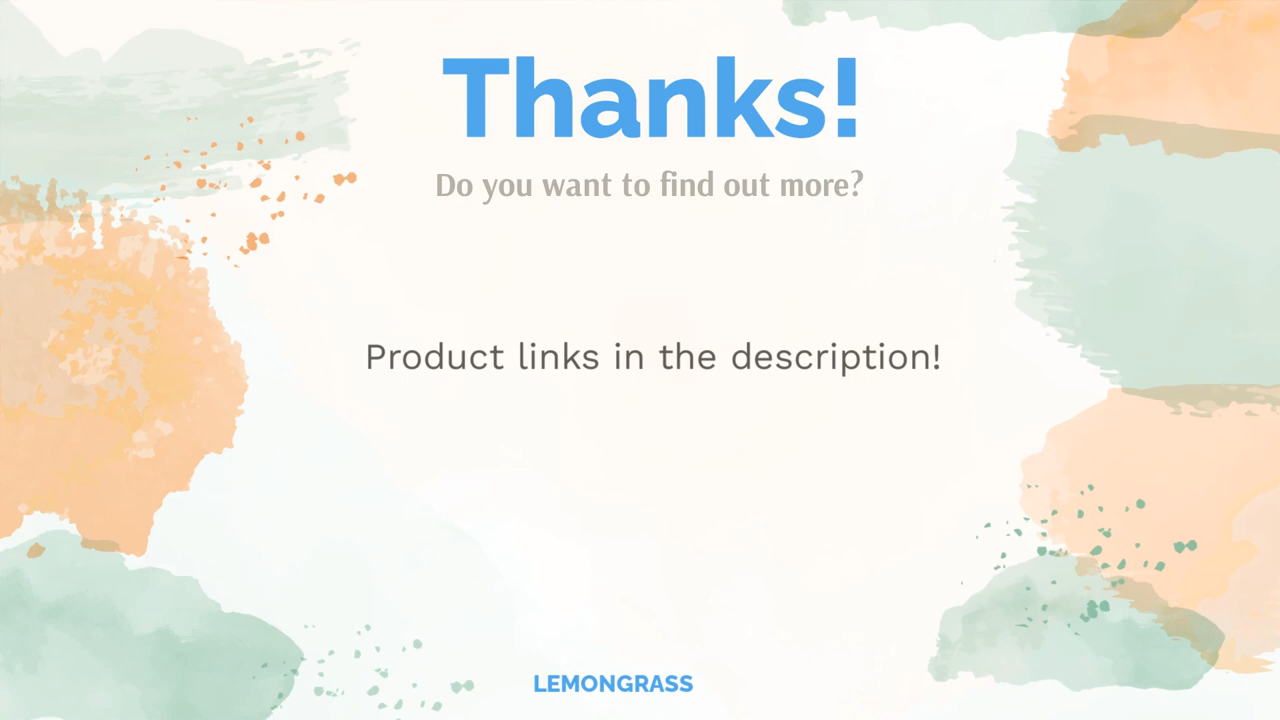 Thanks!
Do you want to find out more?
Product links in the description!
LEMONGRASS